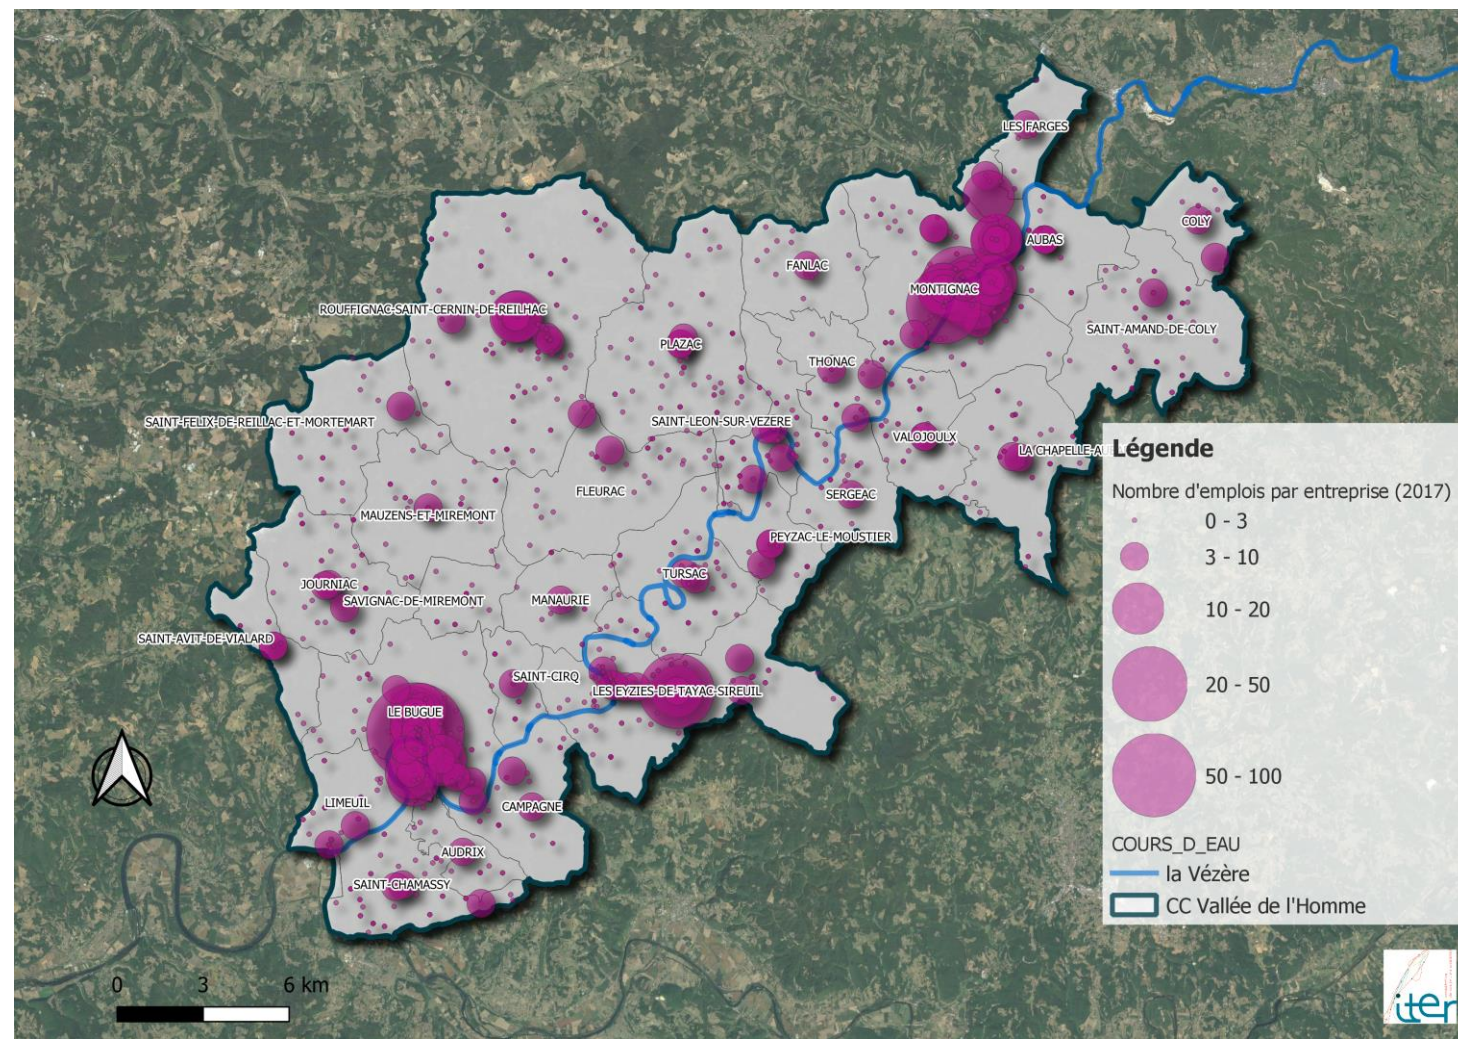 LES FARGES
COLY
AUBAS
FANLAC
MONTIGNAC
ROUFFIGNAC-SAINT-CERNIN-DE-REILHAC
SAINT-AMAND-DE-COLY
PLAZAC
THONAC
SAINT-FELIX-DE-REILLAC-ET-MORTEMART
SAINT-LEON-SUR-VEZERE
VALOJOULX
LA CHAPELLE-AU
FLEURAC
SERGEAC
MAUZENS-ET-MIREMONT
PEYZAC-LE-MOUSTIER
TURSAC
JOURNIAC
SAVIGNAC-DE-MIREMONT
MANAURIE
SAINT-AVIT-DE-VIALARD
SAINT-CIRQ
LES EYZIES-DE-TAYAC-SIREUIL
LE BUGUE
LIMEUIL
CAMPAGNE
AUDRIX
SAINT-CHAMASSY
Légende
Nombre d'emplois par entreprise (2017)
0 - 3
3 - 10
10 - 20
20 - 50
50 - 100
COURS_D_EAU
la Vézère
CC Vallée de l'Homme
0 3 6 km
iter